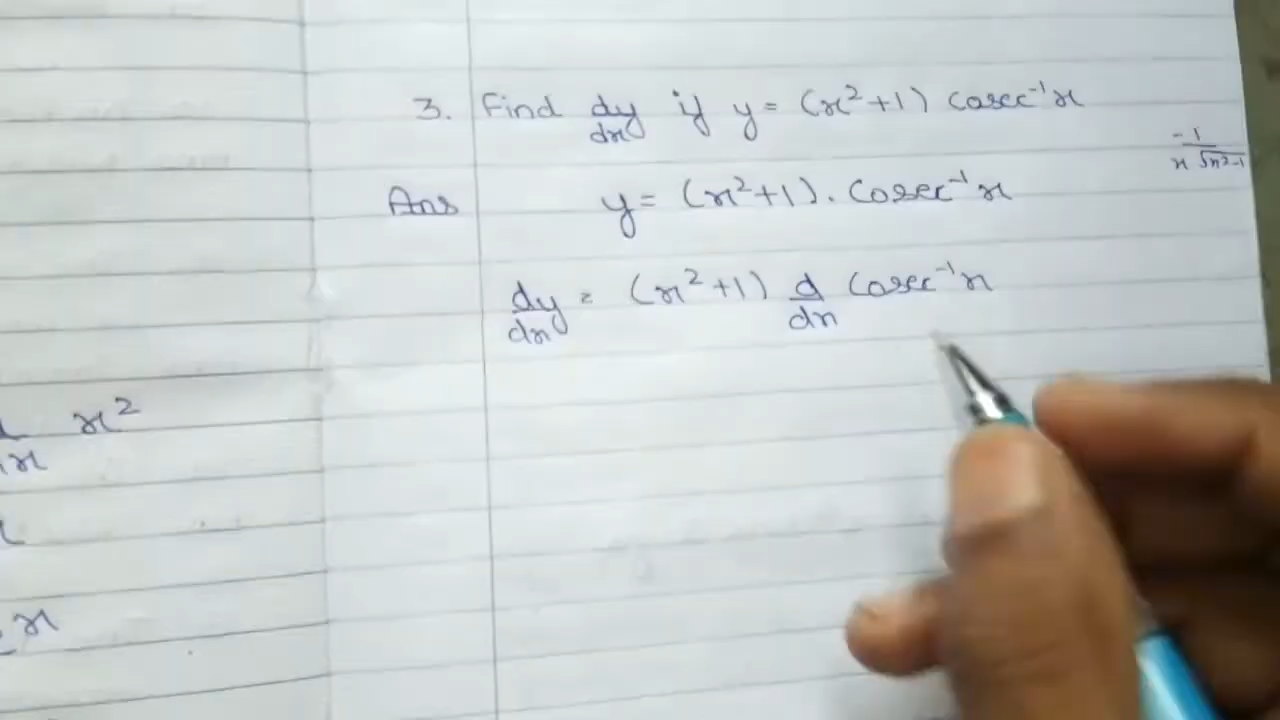 3. Find dy/dx if y = (x²+1) cosec⁻¹x
-1/x√x²-1
Ans y = (x²+1) . Cosec⁻¹x
dy/dx = (x²+1) d/dx Cosec⁻¹x
x²
x
x